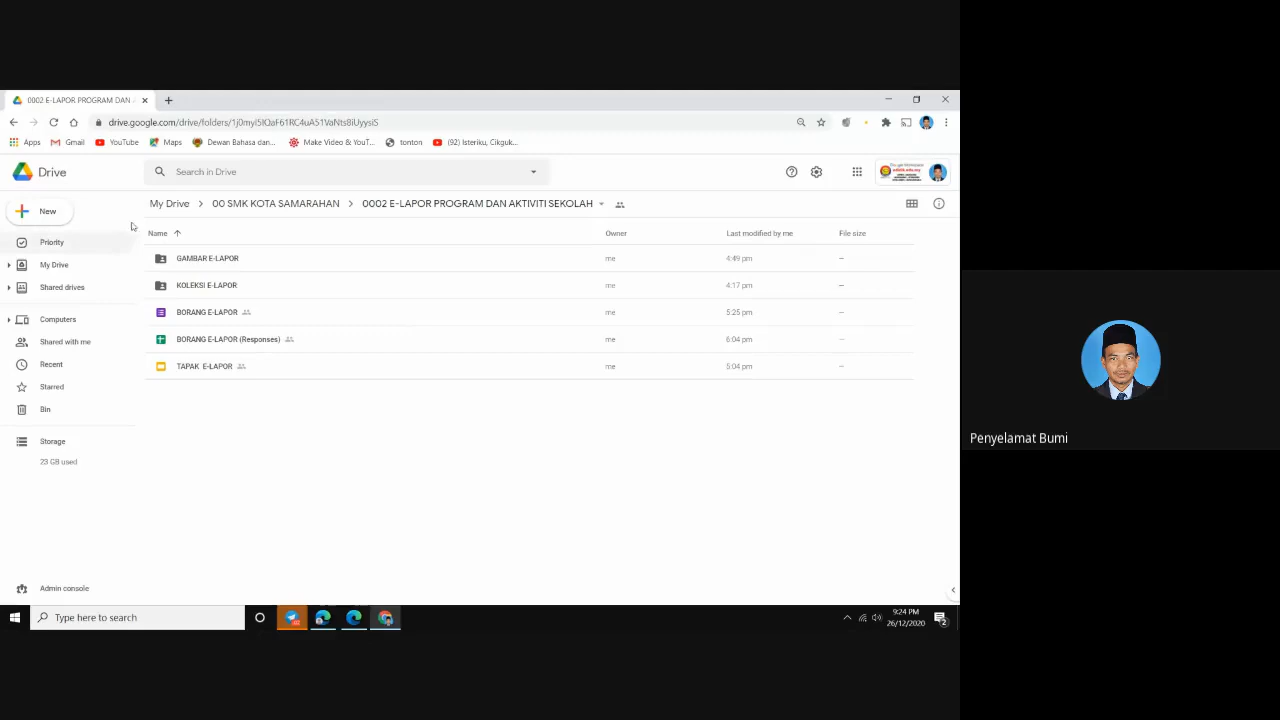 0002 E-LAPOR PROGRAM DAN
drive.google.com/drive/folders/1j0myI5IQaF61RC4uA51VaNts8iUyysiS
Apps Gmail YouTube Maps Dewan Bahasa dan... Make Video & YouT... tonton (92) Isteriku, Cikguk...
Drive Search in Drive
New My Drive 00 SMK KOTA SAMARAHAN 0002 E-LAPOR PROGRAM DAN AKTIVITI SEKOLAH
Name Owner Last modified by me File size
Priority
My Drive
Shared drives
Computers
Shared with me
Recent
Starred
Bin
Storage
23 GB used
GAMBAR E-LAPOR me 4:49 pm –
KOLEKSI E-LAPOR me 4:17 pm –
BORANG E-LAPOR me 5:25 pm –
BORANG E-LAPOR (Responses) me 6:04 pm –
TAPAK E-LAPOR me 5:04 pm –
Admin console
Type here to search
9:24 PM
26/12/2020
2
Penyelamat Bumi